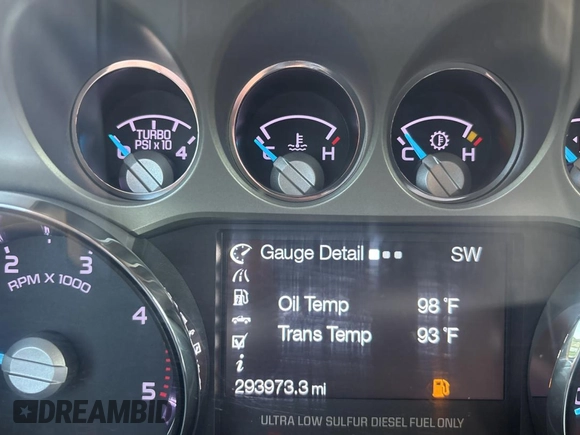 TURBO
PSI x 10
0 4
C H
C H
2 3
RPM X 1000
4
5
Gauge Detail SW
Oil Temp 98 °F
Trans Temp 93 °F
i
293973.3 mi
ULTRA LOW SULFUR DIESEL FUEL ONLY
DREAMBID